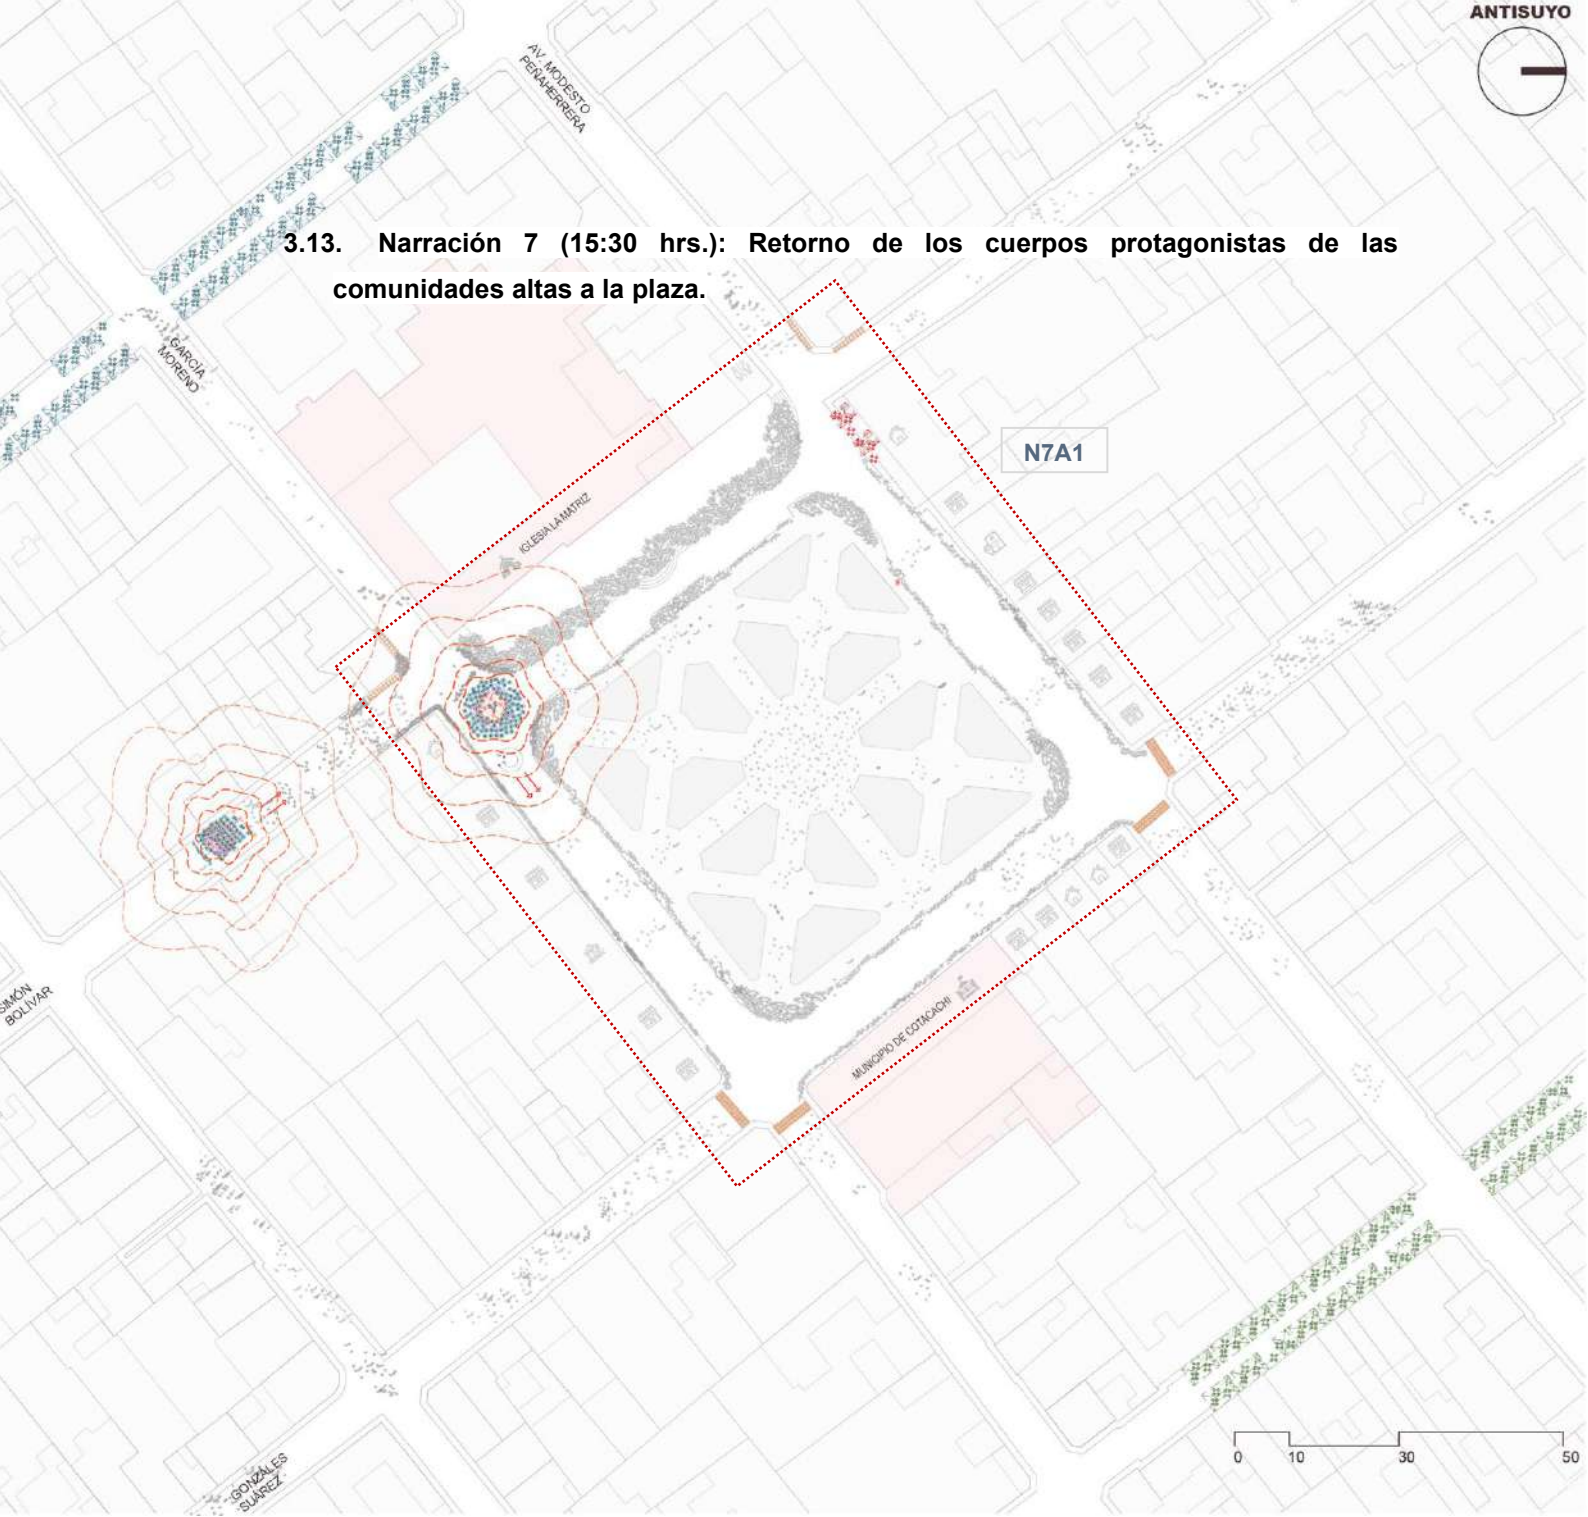 ANTISUYO
AV. MODESTO
PEÑAHERRERA
3.13. Narración 7 (15:30 hrs.): Retorno de los cuerpos protagonistas de las
comunidades altas a la plaza.
GARCÍA
MORENO
N7A1
IGLESIA LA MATRIZ
SIMÓN
BOLÍVAR
MUNICIPIO DE COTACACHI
GONZÁLES
SUÁREZ
0 10 30 50